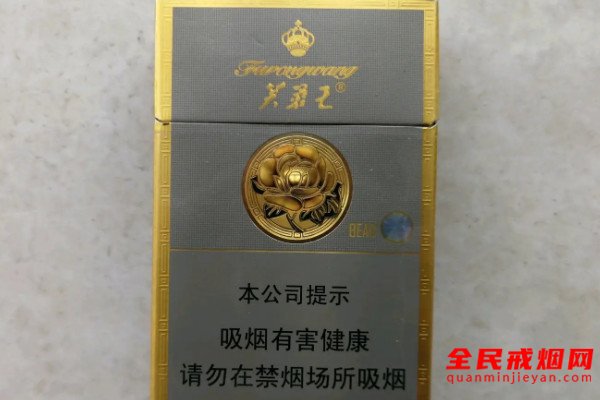 Furongwang
芙蓉王®
BEAD
本公司提示
吸烟有害健康
请勿在禁烟场所吸烟
全民戒烟网
quanminjieyan.com